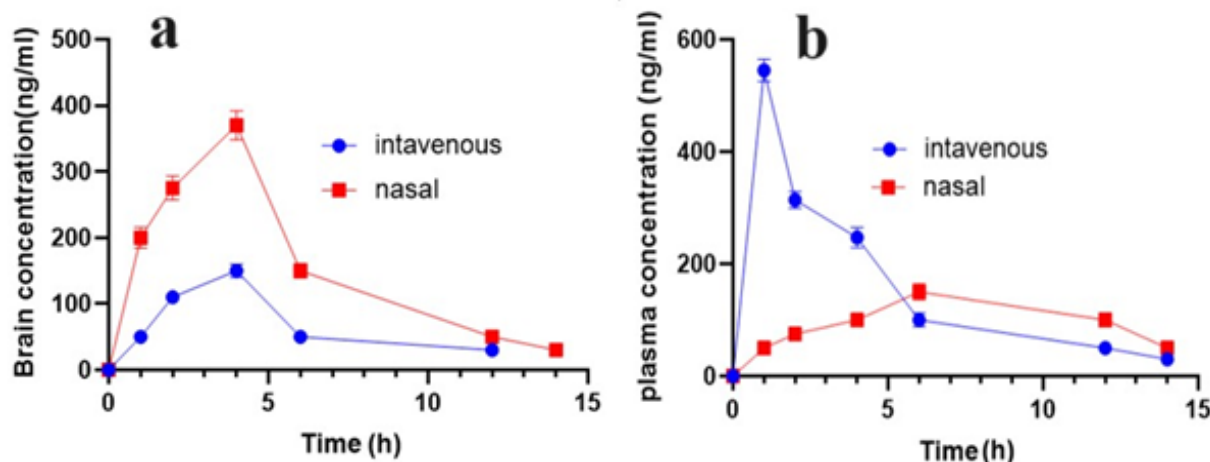 a
Brain concentration(ng/ml)
500
400
300
200
100
0
intavenous
nasal
0
5
10
15
Time (h)
b
plasma concentration (ng/ml)
600
400
200
0
intavenous
nasal
0
5
10
15
Time (h)